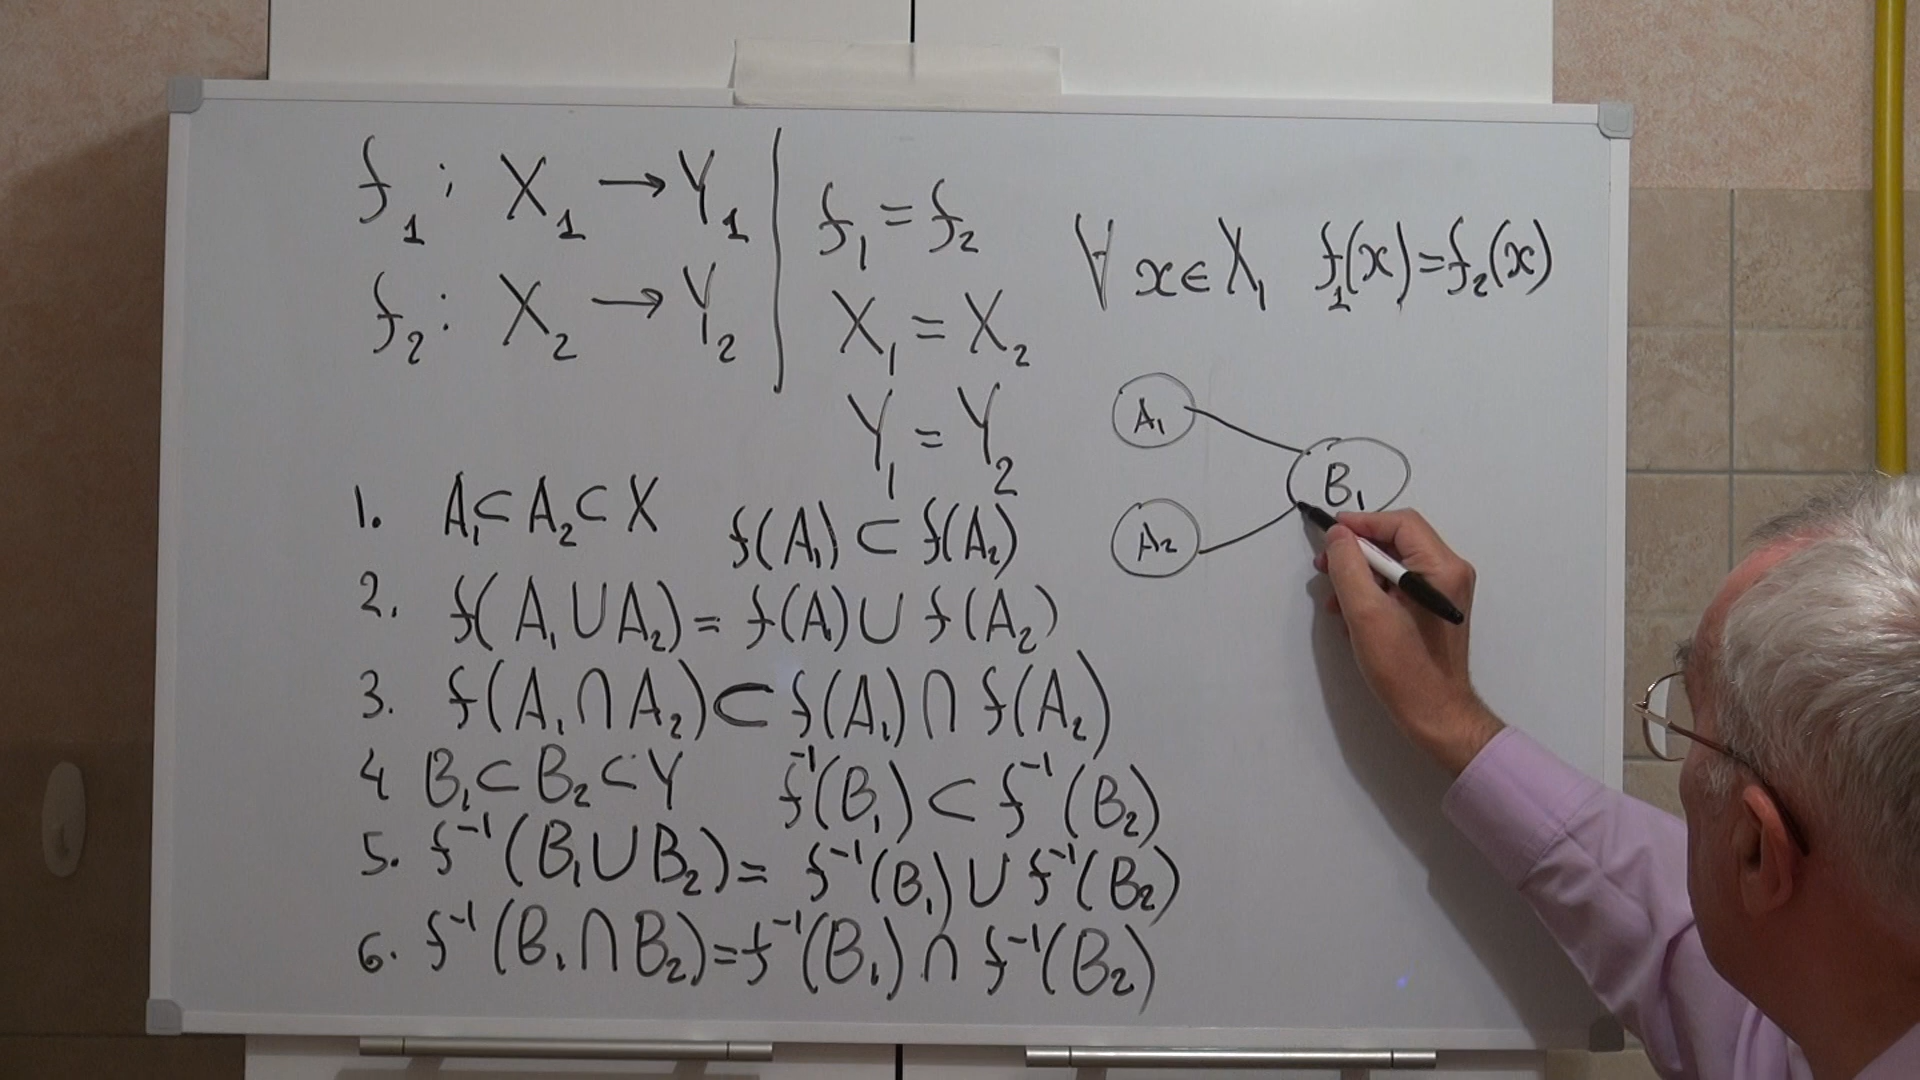 f₁ : X₁ → Y₁
f₂ : X₂ → Y₂
f₁ = f₂
X₁ = X₂
Y₁ = Y₂
∀ x ∈ X₁ f₁(x) = f₂(x)
A₁
A₂
B₁
1. A₁ ⊂ A₂ ⊂ X f(A₁) ⊂ f(A₂)
2. f(A₁ ∪ A₂) = f(A₁) ∪ f(A₂)
3. f(A₁ ∩ A₂) ⊂ f(A₁) ∩ f(A₂)
4 B₁ ⊂ B₂ ⊂ Y f⁻¹(B₁) ⊂ f⁻¹(B₂)
5. f⁻¹(B₁ ∪ B₂) = f⁻¹(B₁) ∪ f⁻¹(B₂)
6. f⁻¹(B₁ ∩ B₂) = f⁻¹(B₁) ∩ f⁻¹(B₂)